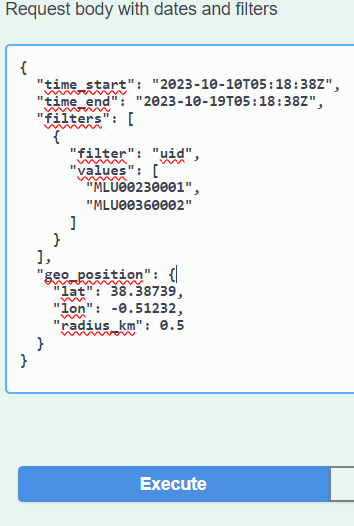 Request body with dates and filters
{
  "time_start": "2023-10-10T05:18:38Z",
  "time_end": "2023-10-19T05:18:38Z",
  "filters": [
    {
      "filter": "uid",
      "values": [
        "MLU00230001",
        "MLU00360002"
      ]
    }
  ],
  "geo_position": {
    "lat": 38.38739,
    "lon": -0.51232,
    "radius_km": 0.5
  }
}
Execute